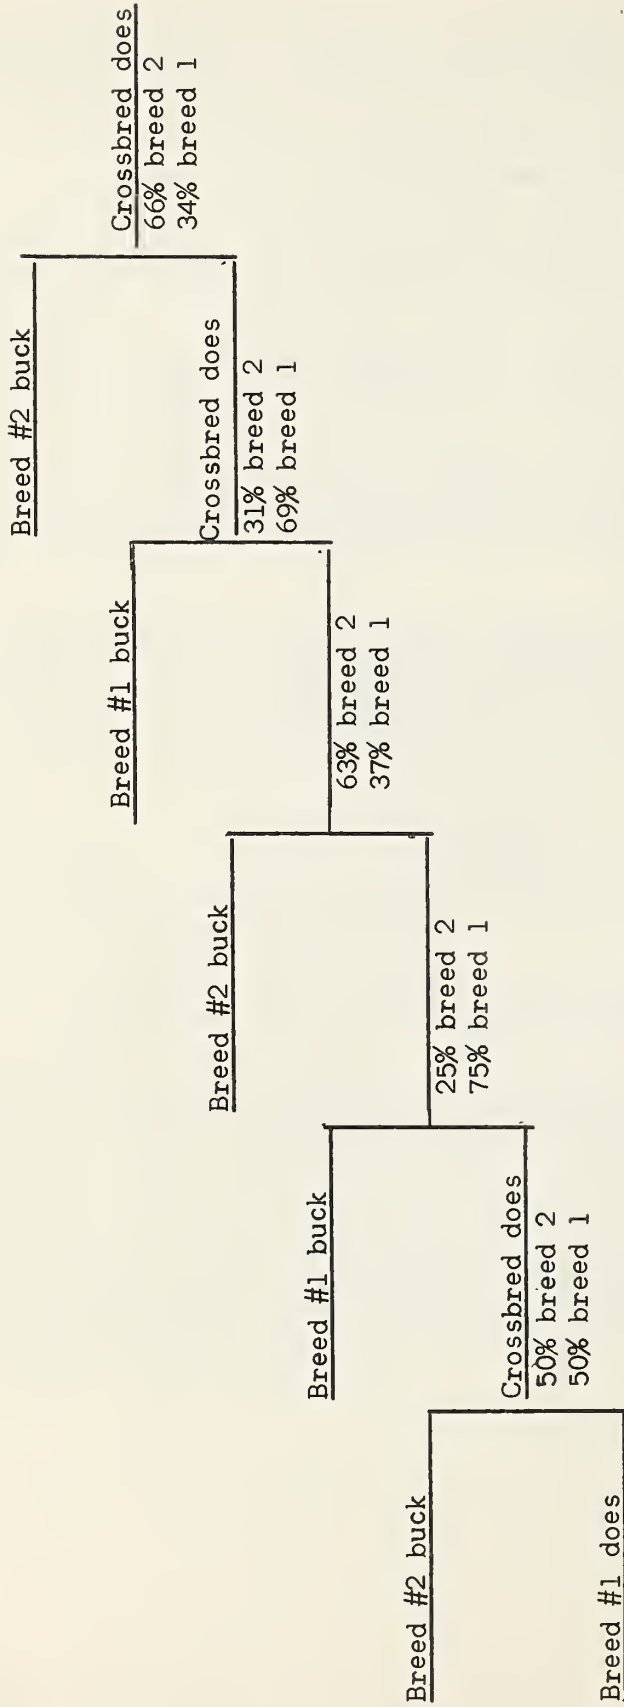 Breed #2 buck
Breed #1 does
Breed #1 buck
Crossbred does
50% breed 2
50% breed 1
Breed #2 buck
25% breed 2
75% breed 1
Breed #1 buck
63% breed 2
37% breed 1
Breed #2 buck
Crossbred does
31% breed 2
69% breed 1
Crossbred does
66% breed 2
34% breed 1